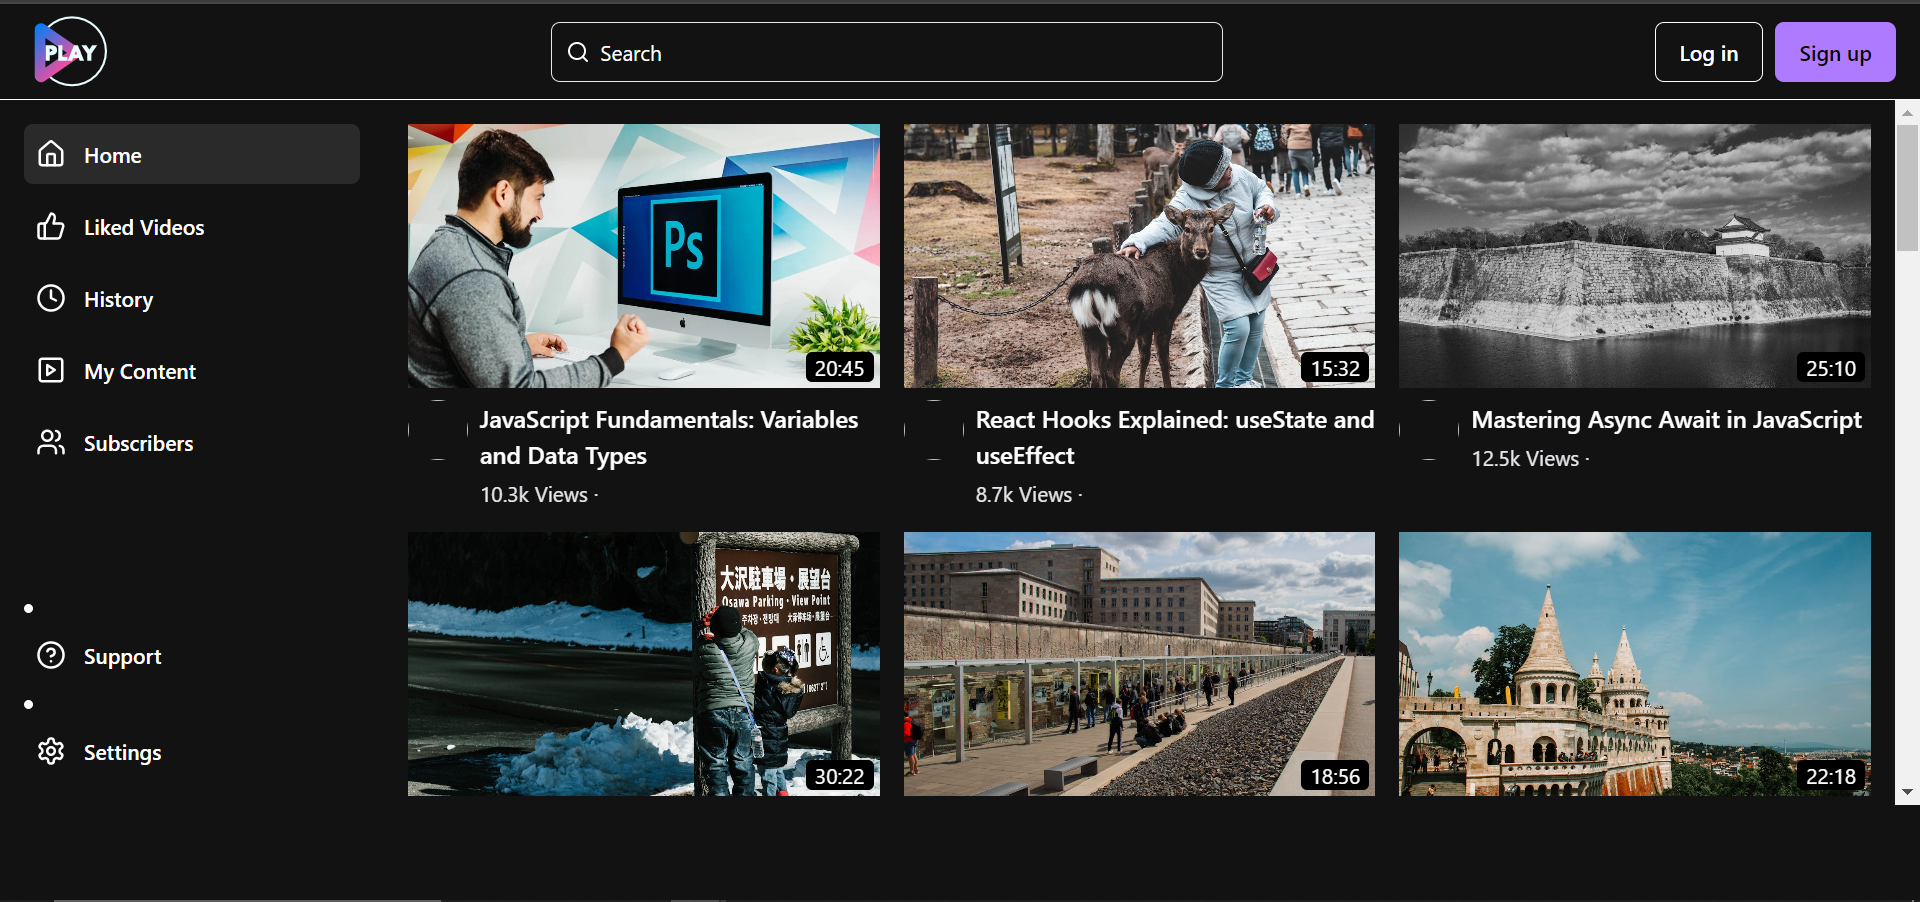 PLAY
Search
Log in
Sign up
Home
Liked Videos
History
My Content
Subscribers
Support
Settings
Ps
20:45
JavaScript Fundamentals: Variables
and Data Types
10.3k Views ·
15:32
React Hooks Explained: useState and
useEffect
8.7k Views ·
25:10
Mastering Async Await in JavaScript
12.5k Views ·
大沢駐車場・展望台
Osawa Parking・View Point
30:22
18:56
22:18